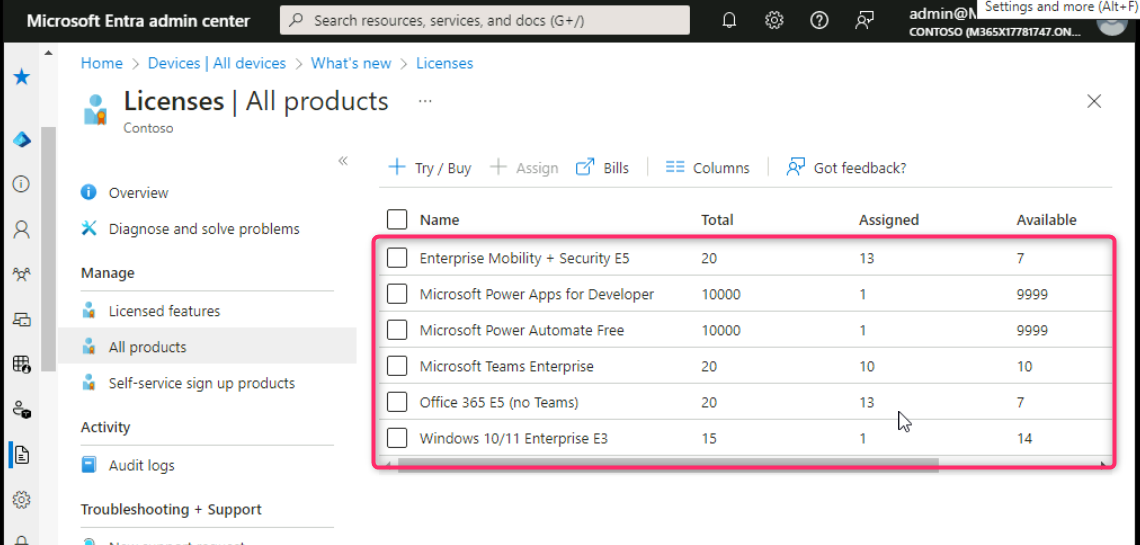 Microsoft Entra admin center
Search resources, services, and docs (G+/)
Settings and more (Alt+F)
CONTOSO (M365X17781747.ON...
Home > Devices | All devices > What's new > Licenses
Licenses | All products ...
Contoso
Try / Buy
Assign
Bills
Columns
Got feedback?
Overview
Diagnose and solve problems
Manage
Licensed features
All products
Self-service sign up products
Activity
Audit logs
Troubleshooting + Support
New support request
Name Total Assigned Available
Enterprise Mobility + Security E5 20 13 7
Microsoft Power Apps for Developer 10000 1 9999
Microsoft Power Automate Free 10000 1 9999
Microsoft Teams Enterprise 20 10 10
Office 365 E5 (no Teams) 20 13 7
Windows 10/11 Enterprise E3 15 1 14